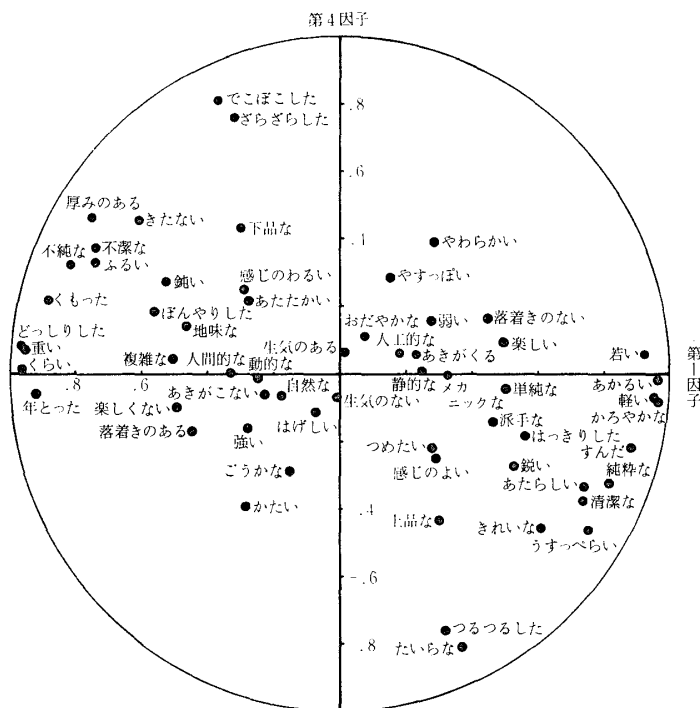 第4因子
.8
でこぼこした
ざらざらした
.6
厚みのある
きたない
下品な
.4
やわらかい
不純な
不潔な
ふるい
鈍い
感じのわるい
やすっぽい
くもった
あたたかい
ぼんやりした
地味な
おだやかな
弱い
落着きのない
どっしりした
重い
くらい
複雑な
人間的な
生気のある
動的な
人工的な
あきがくる
楽しい
若い
第1因子
.8
.6
年とった
楽しくない
あきがこない
自然な
生気のない
静的な
メカニックな
単純な
あかるい
軽い
かろやかな
落着きのある
強い
はげしい
派手な
はっきりした
すんだ
つめたい
感じのよい
鋭い
純粋な
ごうかな
あたらしい
清潔な
かたい
.4
上品な
きれいな
うすっぺらい
-.6
つるつるした
.8
たいらな